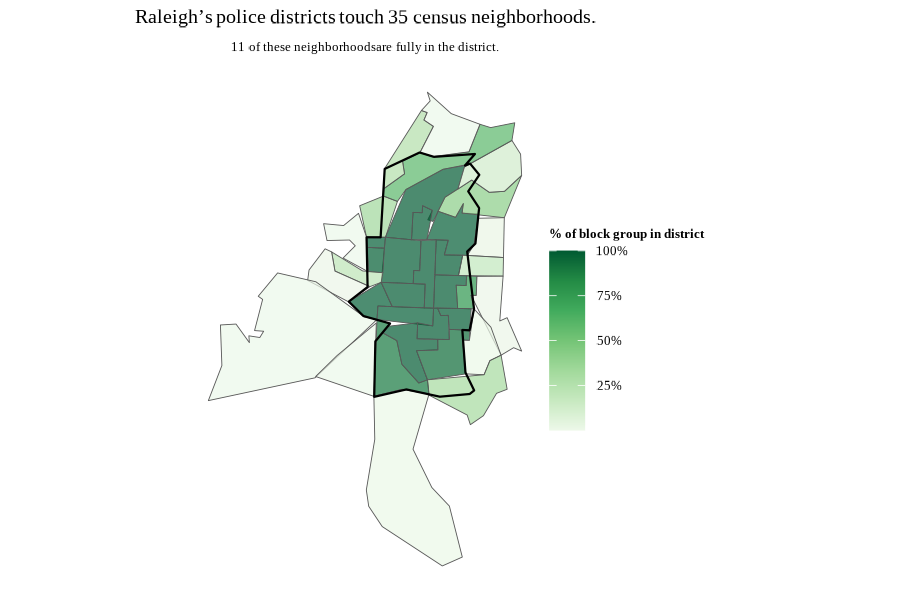 Raleigh's police districts touch 35 census neighborhoods.
11 of these neighborhoodsare fully in the district.
% of block group in district
100%
75%
50%
25%